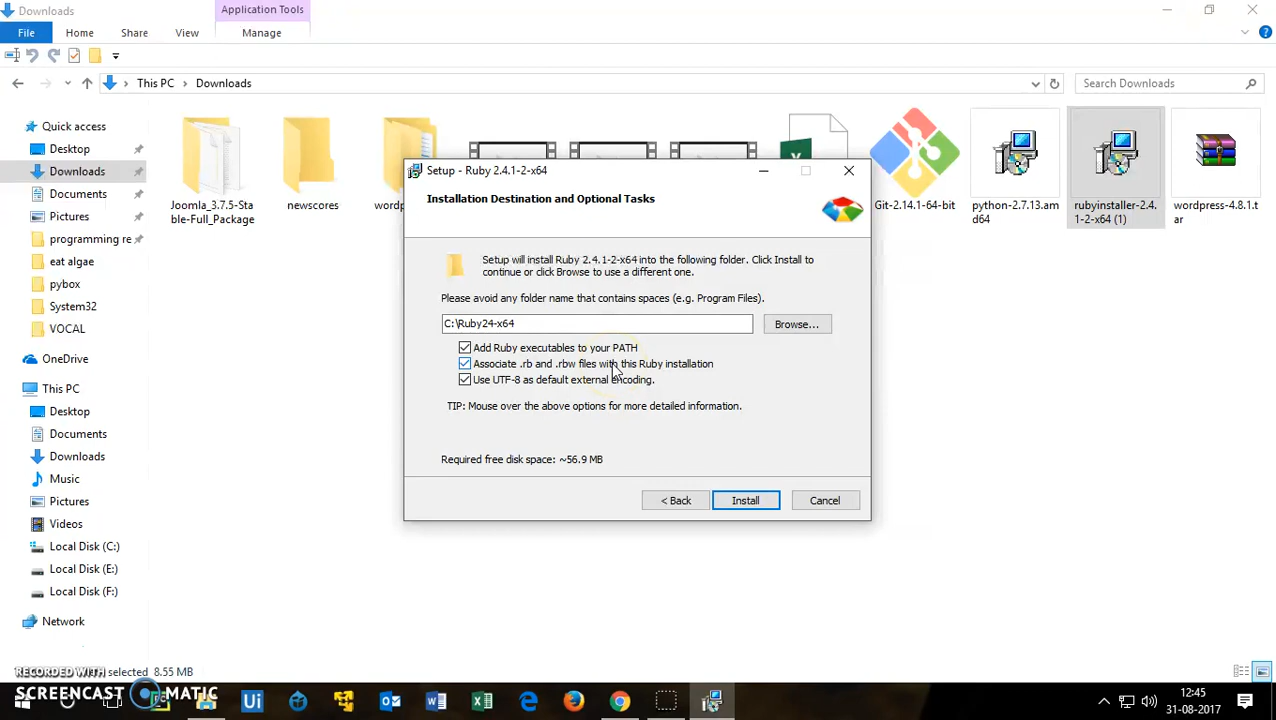 Downloads
Application Tools
File
Home
Share
View
Manage
This PC
Downloads
Search Downloads
Quick access
Desktop
Downloads
Documents
Pictures
programming re
eat algae
pybox
System32
VOCAL
OneDrive
This PC
Desktop
Documents
Downloads
Music
Pictures
Videos
Local Disk (C:)
Local Disk (E:)
Local Disk (F:)
Network
Joomla_3.7.5-Sta
ble-Full_Package
newscores
wordp
Git-2.14.1-64-bit
python-2.7.13.am
d64
rubyinstaller-2.4.
1-2-x64 (1)
wordpress-4.8.1.t
ar
Setup - Ruby 2.4.1-2-x64
Installation Destination and Optional Tasks
Setup will install Ruby 2.4.1-2-x64 into the following folder. Click Install to
continue or click Browse to use a different one.
Please avoid any folder name that contains spaces (e.g. Program Files).
C:\Ruby24-x64
Browse...
Add Ruby executables to your PATH
Associate .rb and .rbw files with this Ruby installation
Use UTF-8 as default external encoding.
TIP: Mouse over the above options for more detailed information.
Required free disk space: ~56.9 MB
< Back
Install
Cancel
selected 8.55 MB
RECORDED WITH
SCREENCAST MATIC
Ui
12:45
31-08-2017